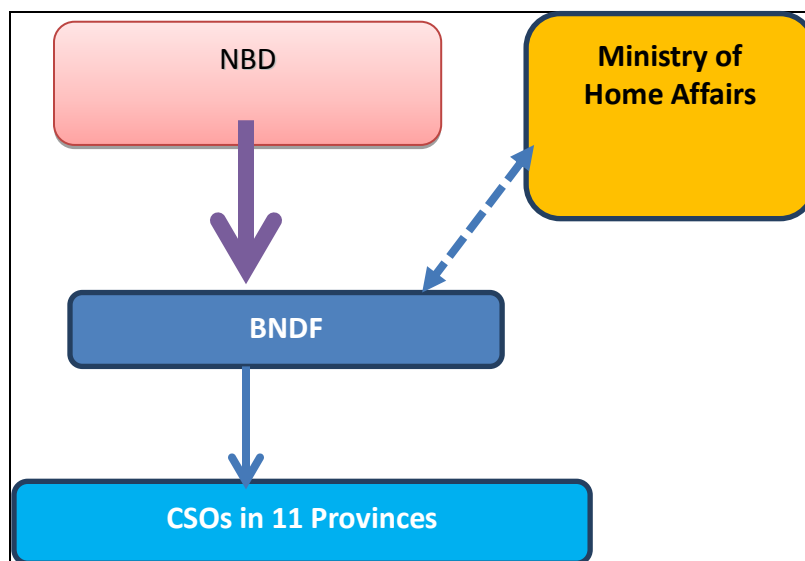 NBD
Ministry of
Home Affairs
BNDF
CSOs in 11 Provinces